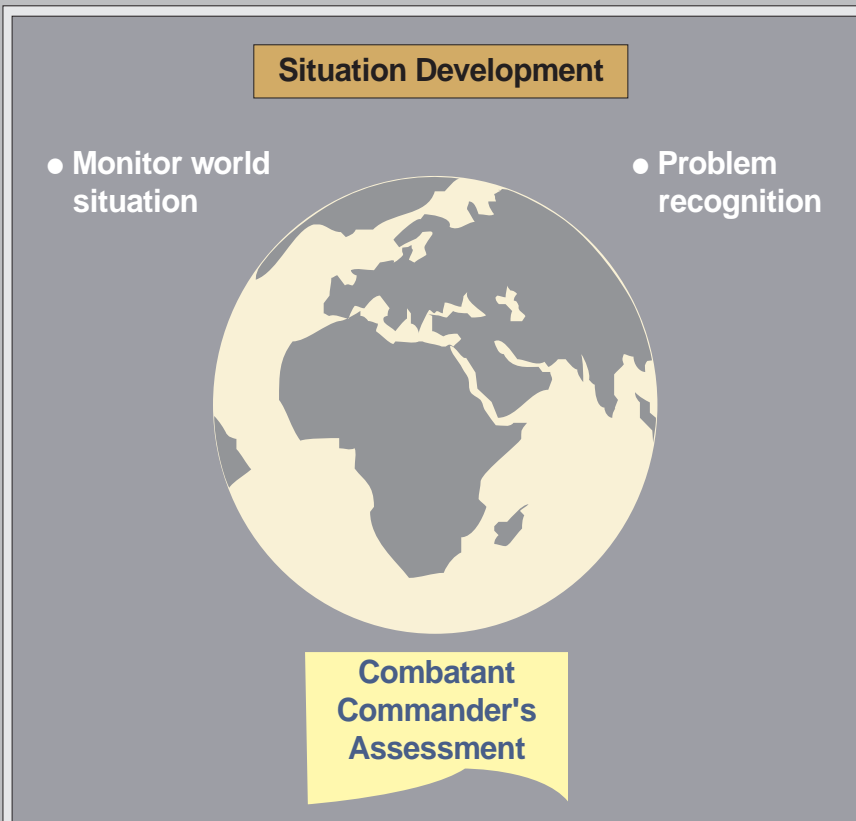 Situation Development
● Monitor world
situation
● Problem
recognition
Combatant
Commander's
Assessment